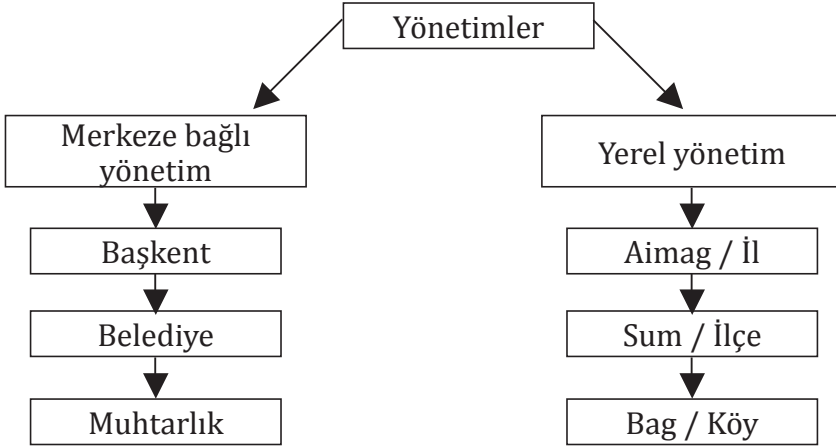 Yönetimler
Merkeze bağlı
yönetim
Yerel yönetim
Başkent
Aimag / İl
Belediye
Sum / İlçe
Muhtarlık
Bag / Köy